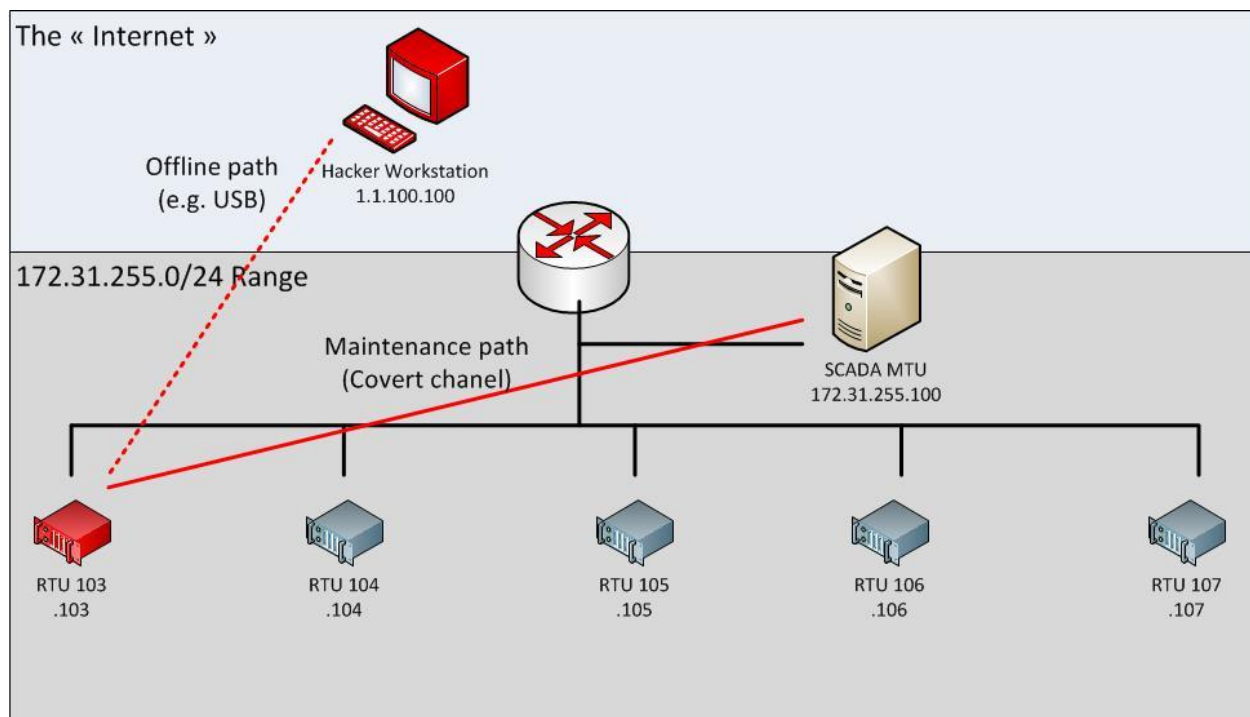 The « Internet »
Offline path
(e.g. USB)
Hacker Workstation
1.1.100.100
172.31.255.0/24 Range
Maintenance path
(Covert chanel)
SCADA MTU
172.31.255.100
RTU 103
.103
RTU 104
.104
RTU 105
.105
RTU 106
.106
RTU 107
.107